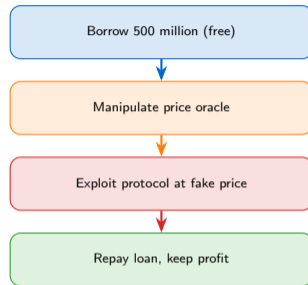 Borrow 500 million (free)
Manipulate price oracle
Exploit protocol at fake price
Repay loan, keep profit